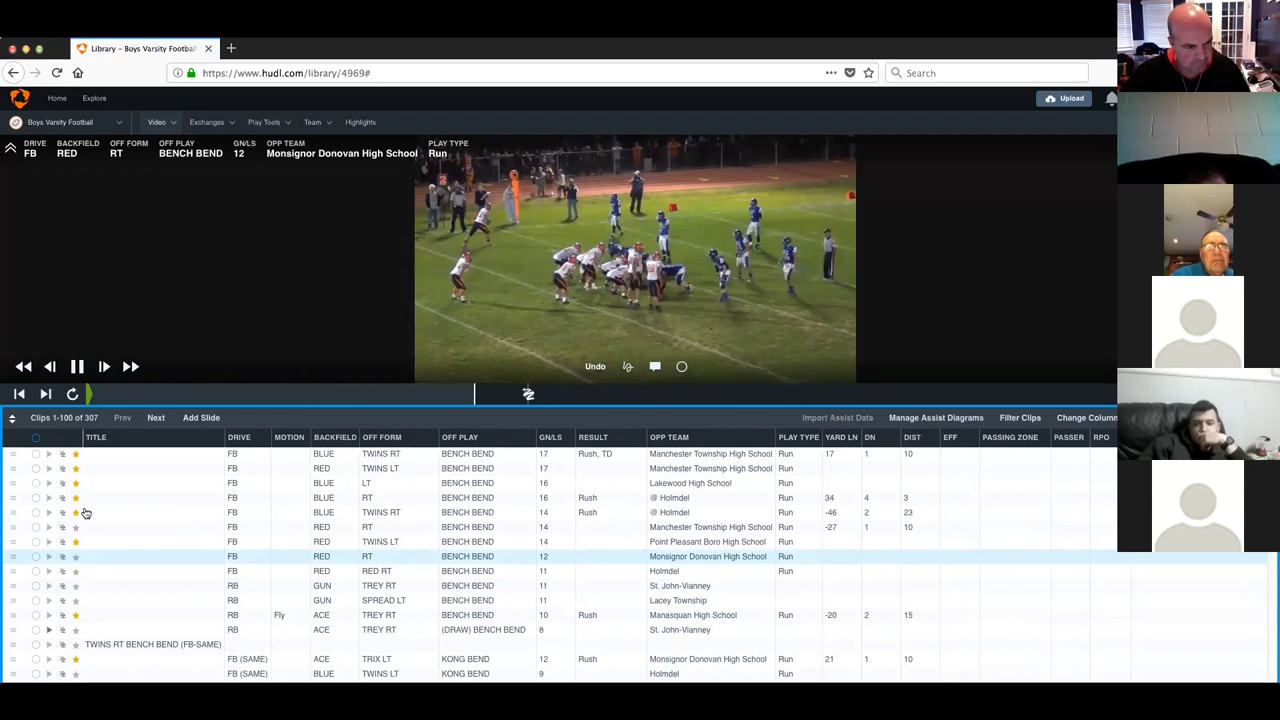 Library – Boys Varsity Football
https://www.hudl.com/library/4969#
Search
Home Explore Upload
Boys Varsity Football Video Exchanges Play Tools Team Highlights
DRIVE BACKFIELD OFF FORM OFF PLAY GN/LS OPP TEAM PLAY TYPE
FB RED RT BENCH BEND 12 Monsignor Donovan High School Run
Undo
Clips 1-100 of 307 Prev Next Add Slide Import Assist Data Manage Assist Diagrams Filter Clips Change Column
TITLE DRIVE MOTION BACKFIELD OFF FORM OFF PLAY GN/LS RESULT OPP TEAM PLAY TYPE YARD LN DN DIST EFF PASSING ZONE PASSER RPO
FB BLUE TWINS RT BENCH BEND 17 Rush, TD Manchester Township High School Run 17 1 10
FB RED TWINS LT BENCH BEND 17 Manchester Township High School Run
FB BLUE LT BENCH BEND 16 Lakewood High School Run
FB BLUE RT BENCH BEND 16 Rush @ Holmdel Run 34 4 3
FB BLUE TWINS RT BENCH BEND 14 Rush @ Holmdel Run -46 2 23
FB RED RT BENCH BEND 14 Manchester Township High School Run -27 1 10
FB RED TWINS LT BENCH BEND 14 Point Pleasant Boro High School Run
FB RED RT BENCH BEND 12 Monsignor Donovan High School Run
FB RED RED RT BENCH BEND 11 Holmdel Run
RB GUN TREY RT BENCH BEND 11 St. John-Vianney
RB GUN SPREAD LT BENCH BEND 11 Lacey Township
RB Fly ACE TREY RT BENCH BEND 10 Rush Manasquan High School Run -20 2 15
RB ACE TREY RT (DRAW) BENCH BEND 8 St. John-Vianney
TWINS RT BENCH BEND (FB-SAME)
FB (SAME) ACE TRIX LT KONG BEND 12 Rush Monsignor Donovan High School Run 21 1 10
FB (SAME) BLUE TWINS LT KONG BEND 9 Holmdel Run